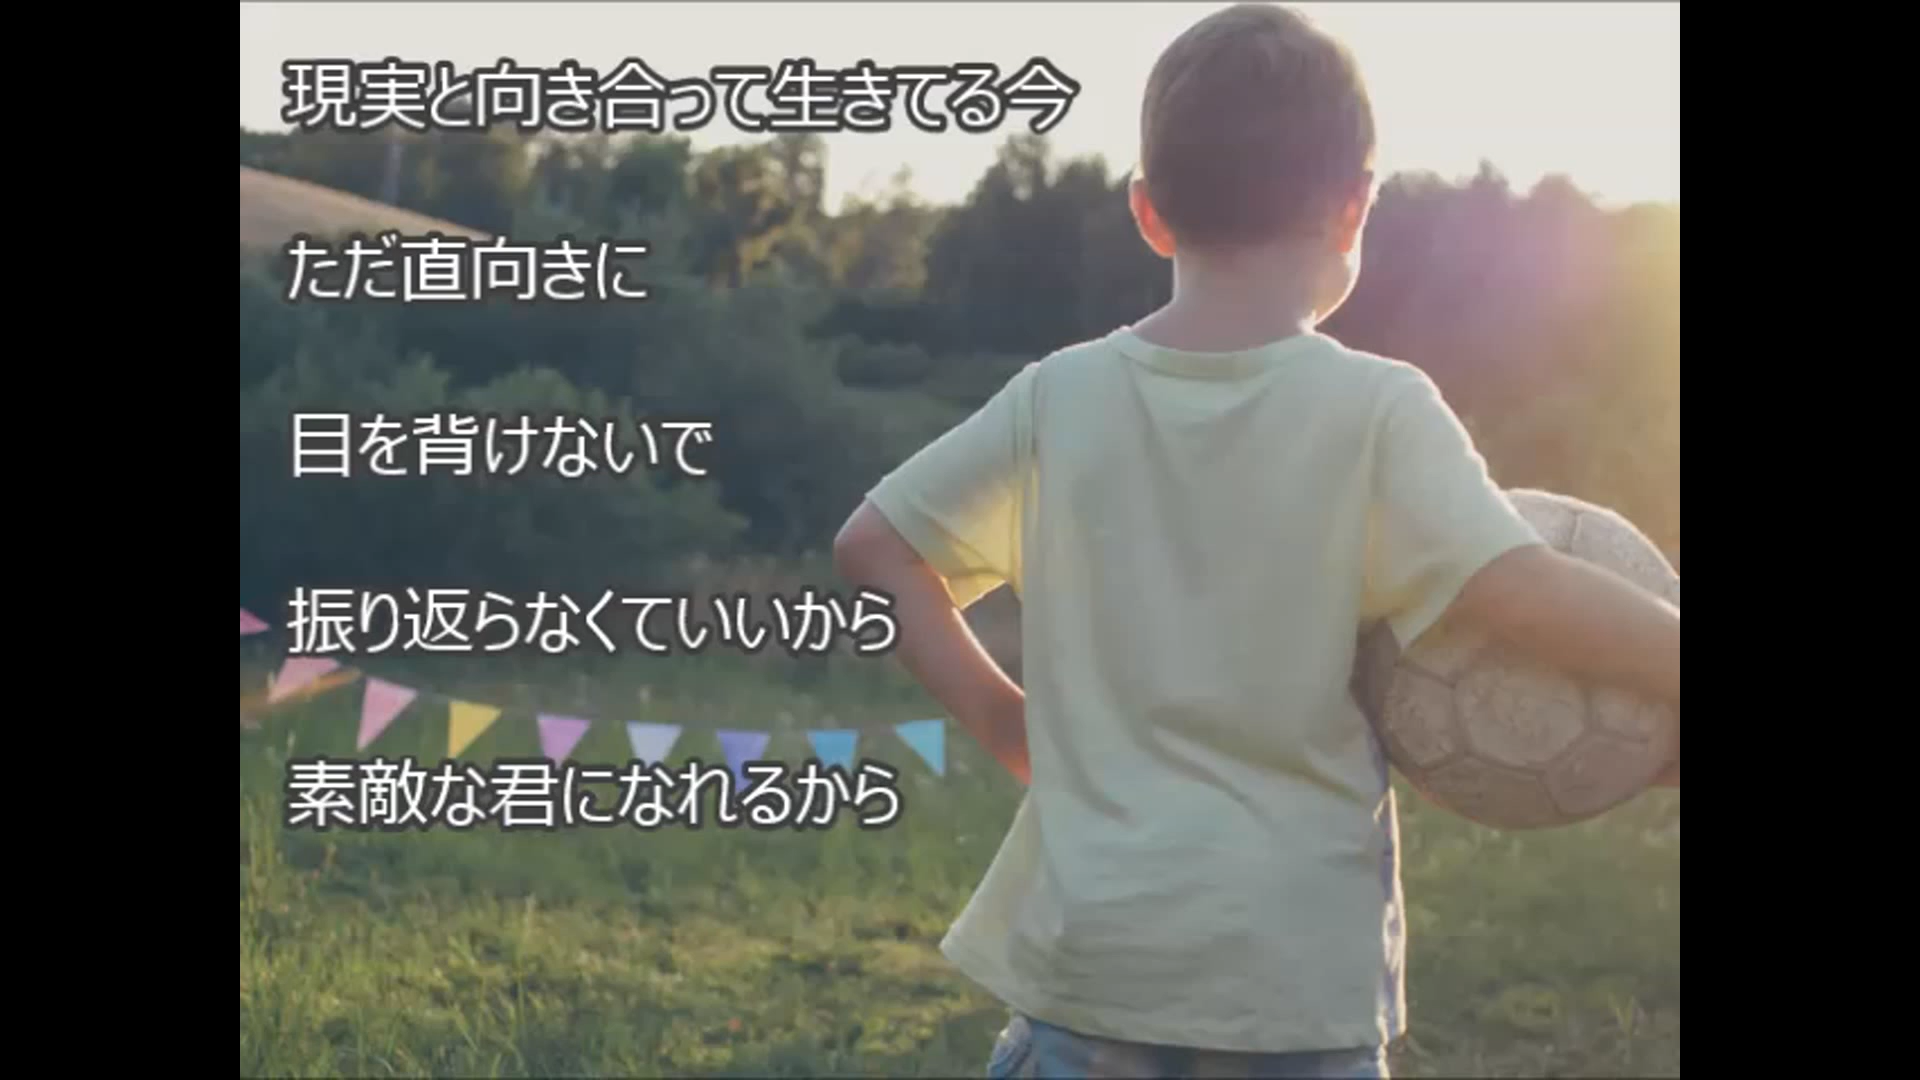 現実と向き合って生きてる今
ただ直向きに
目を背けないで
振り返らなくていいから
素敵な君になれるから